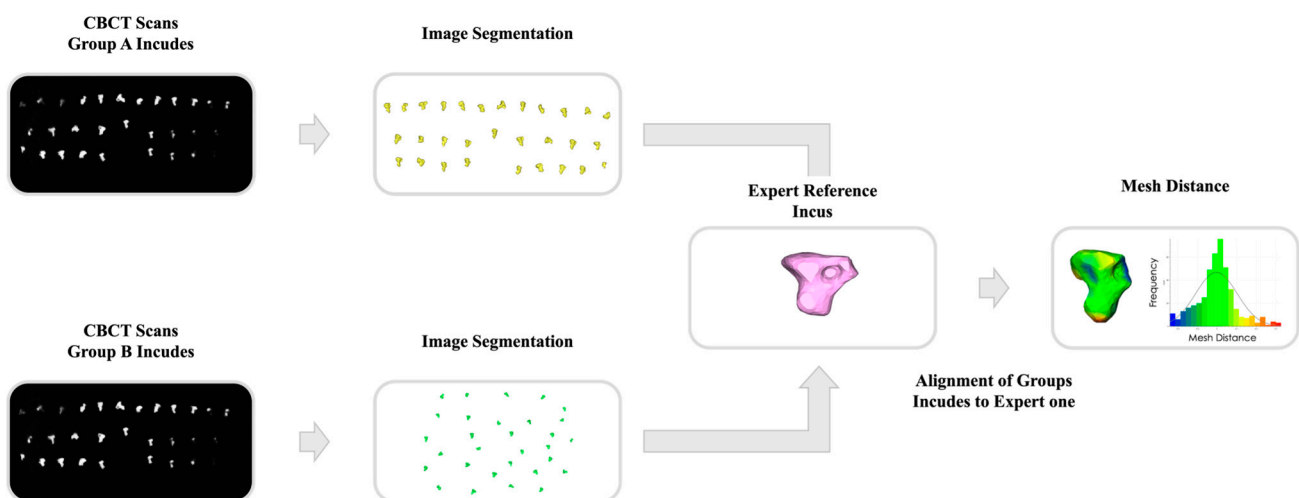 CBCT Scans
Group A Incudes
Image Segmentation
Expert Reference
Incus
Mesh Distance
Frequency
Mesh Distance
CBCT Scans
Group B Incudes
Image Segmentation
Alignment of Groups
Incudes to Expert one